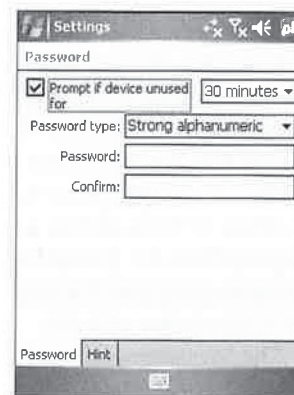 Settings
Password
Prompt if device unused for
30 minutes
Password type: Strong alphanumeric
Password:
Confirm:
Password Hint